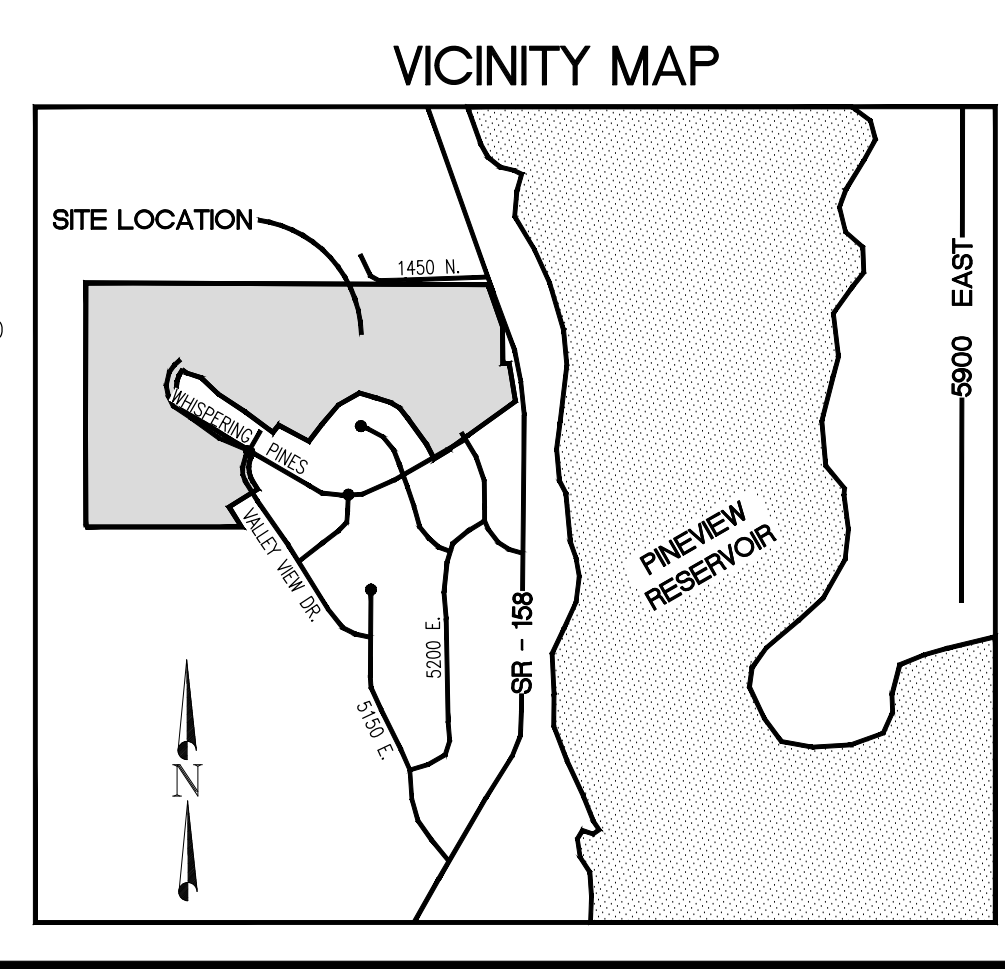 VICINITY MAP
SITE LOCATION
1450 N.
5900 EAST
WHISPERING
PINES
VALLEY VIEW DR.
PINEVIEW
RESERVOIR
SR - 158
5200 E.
5150 E.
N